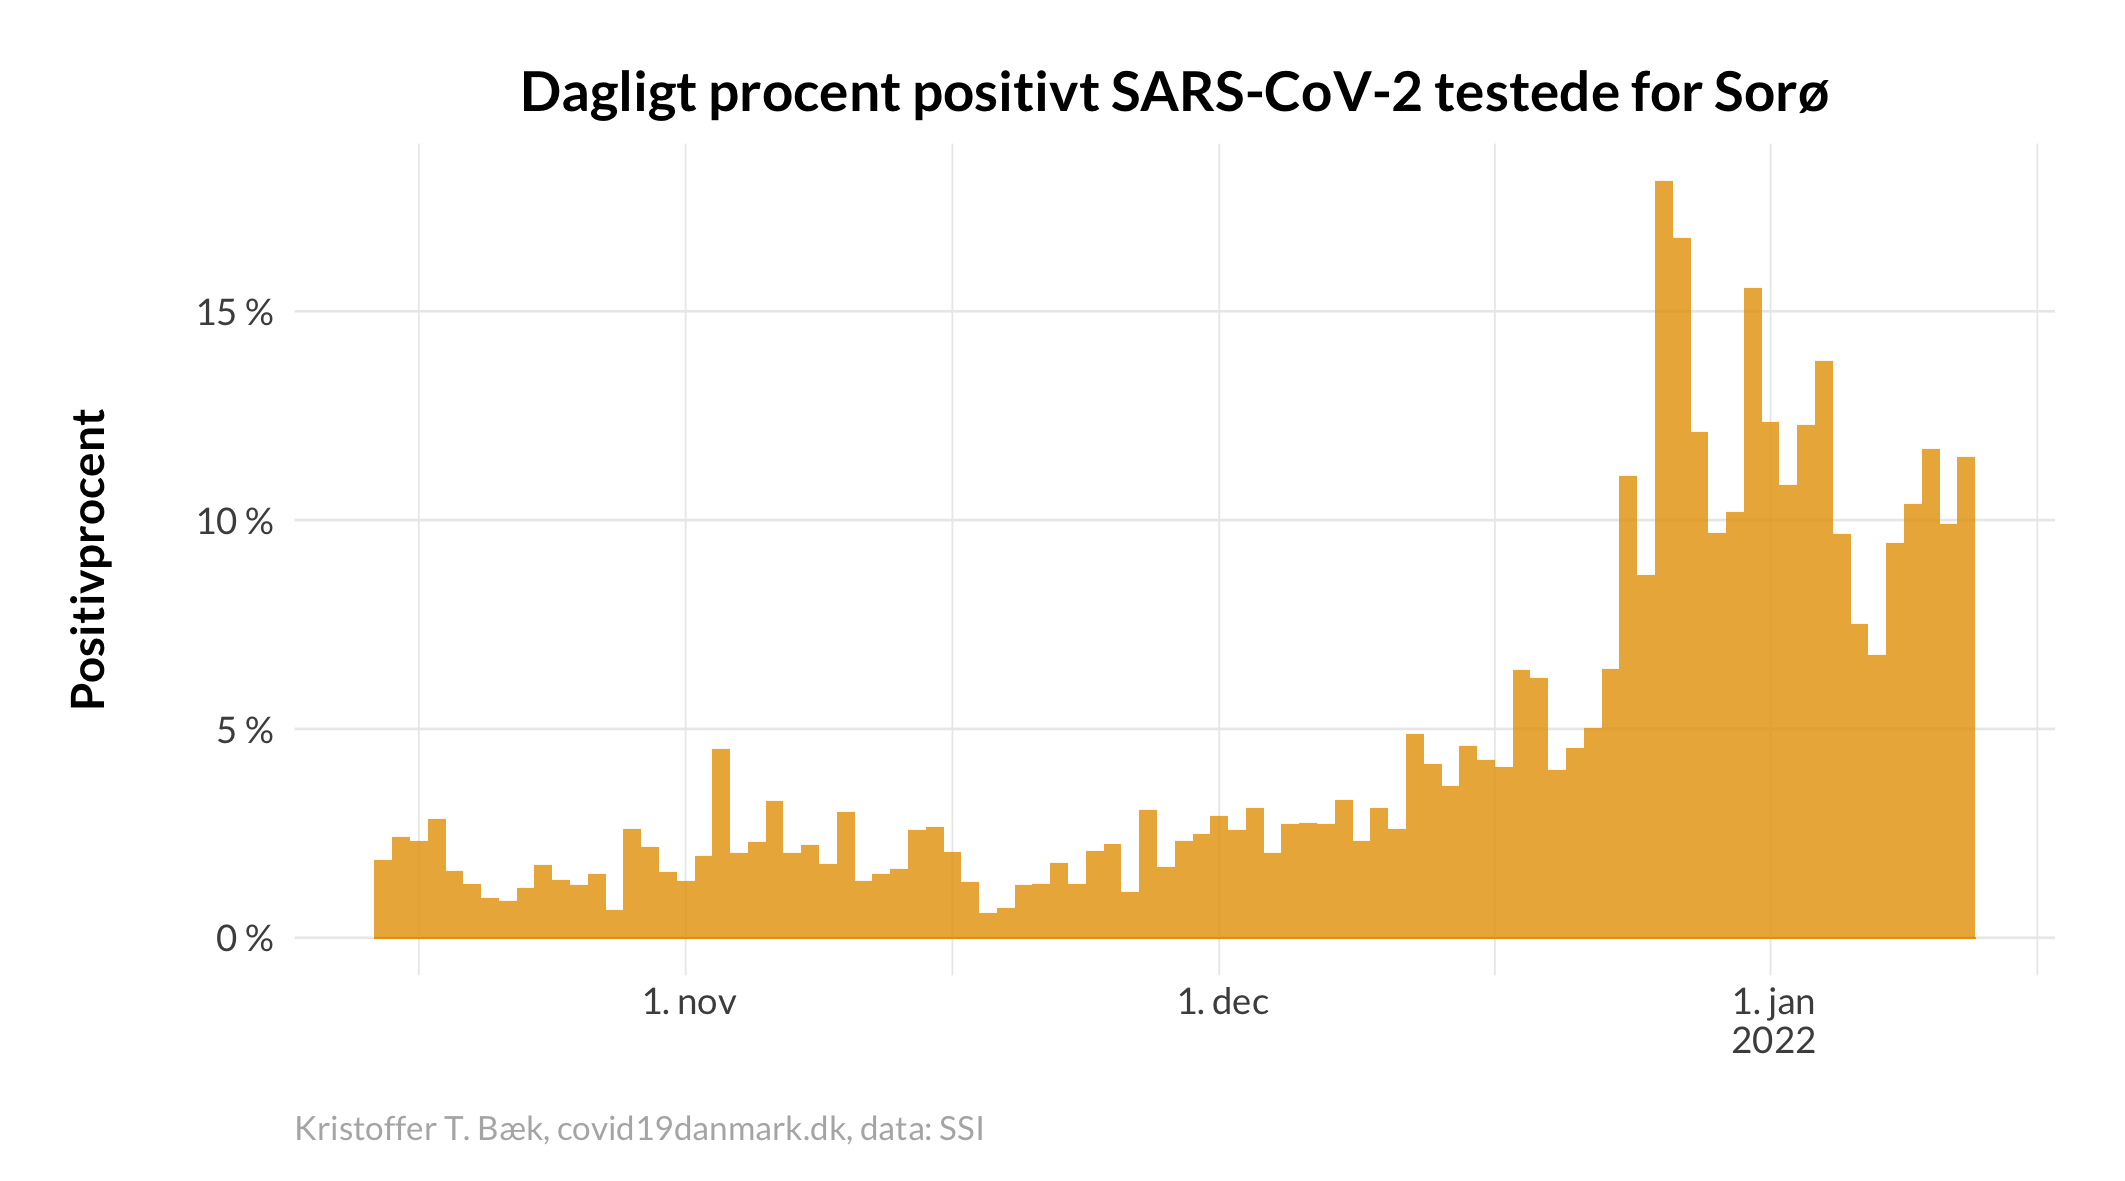 Dagligt procent positivt SARS-CoV-2 testede for Sorø
Positivprocent
15 %
10 %
5 %
0 %
1. nov
1. dec
1. jan
2022
Kristoffer T. Bæk, covid19danmark.dk, data: SSI